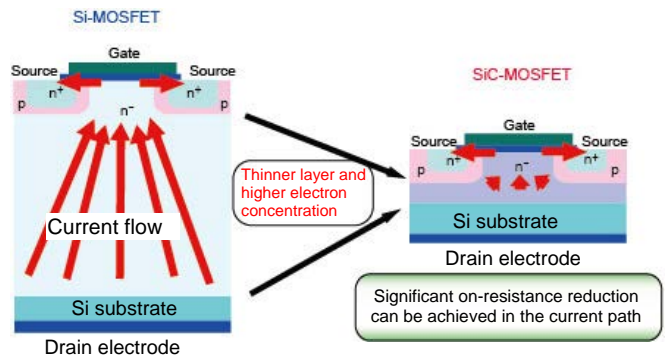 Si-MOSFET
Gate
Source
Source
n+
n+
p
p
n−
Current flow
Si substrate
Drain electrode
Thinner layer and
higher electron
concentration
SiC-MOSFET
Gate
Source
Source
n+
n+
p
p
n−
Si substrate
Drain electrode
Significant on-resistance reduction
can be achieved in the current path